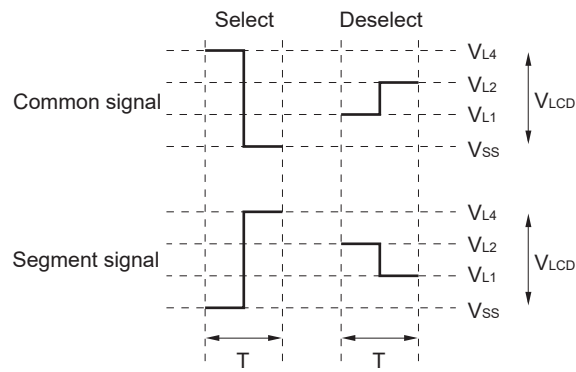 Select Deselect
VL4
VL2
Common signal VLCD
VL1
VSS
VL4
VL2
Segment signal VLCD
VL1
VSS
T T